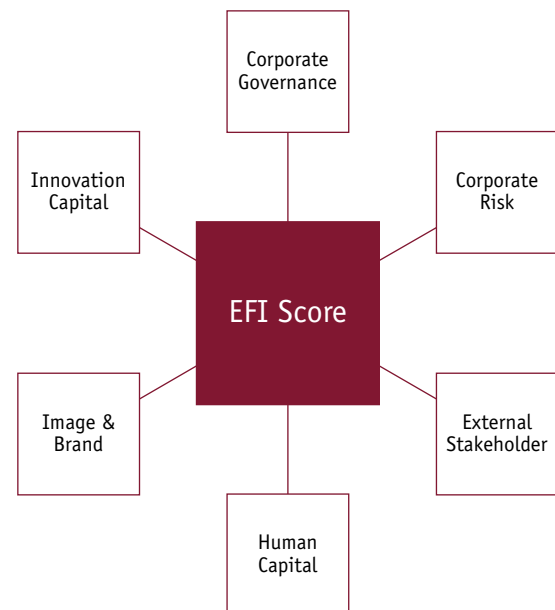 Corporate
Governance
Innovation
Capital
Corporate
Risk
EFI Score
Image &
Brand
External
Stakeholder
Human
Capital